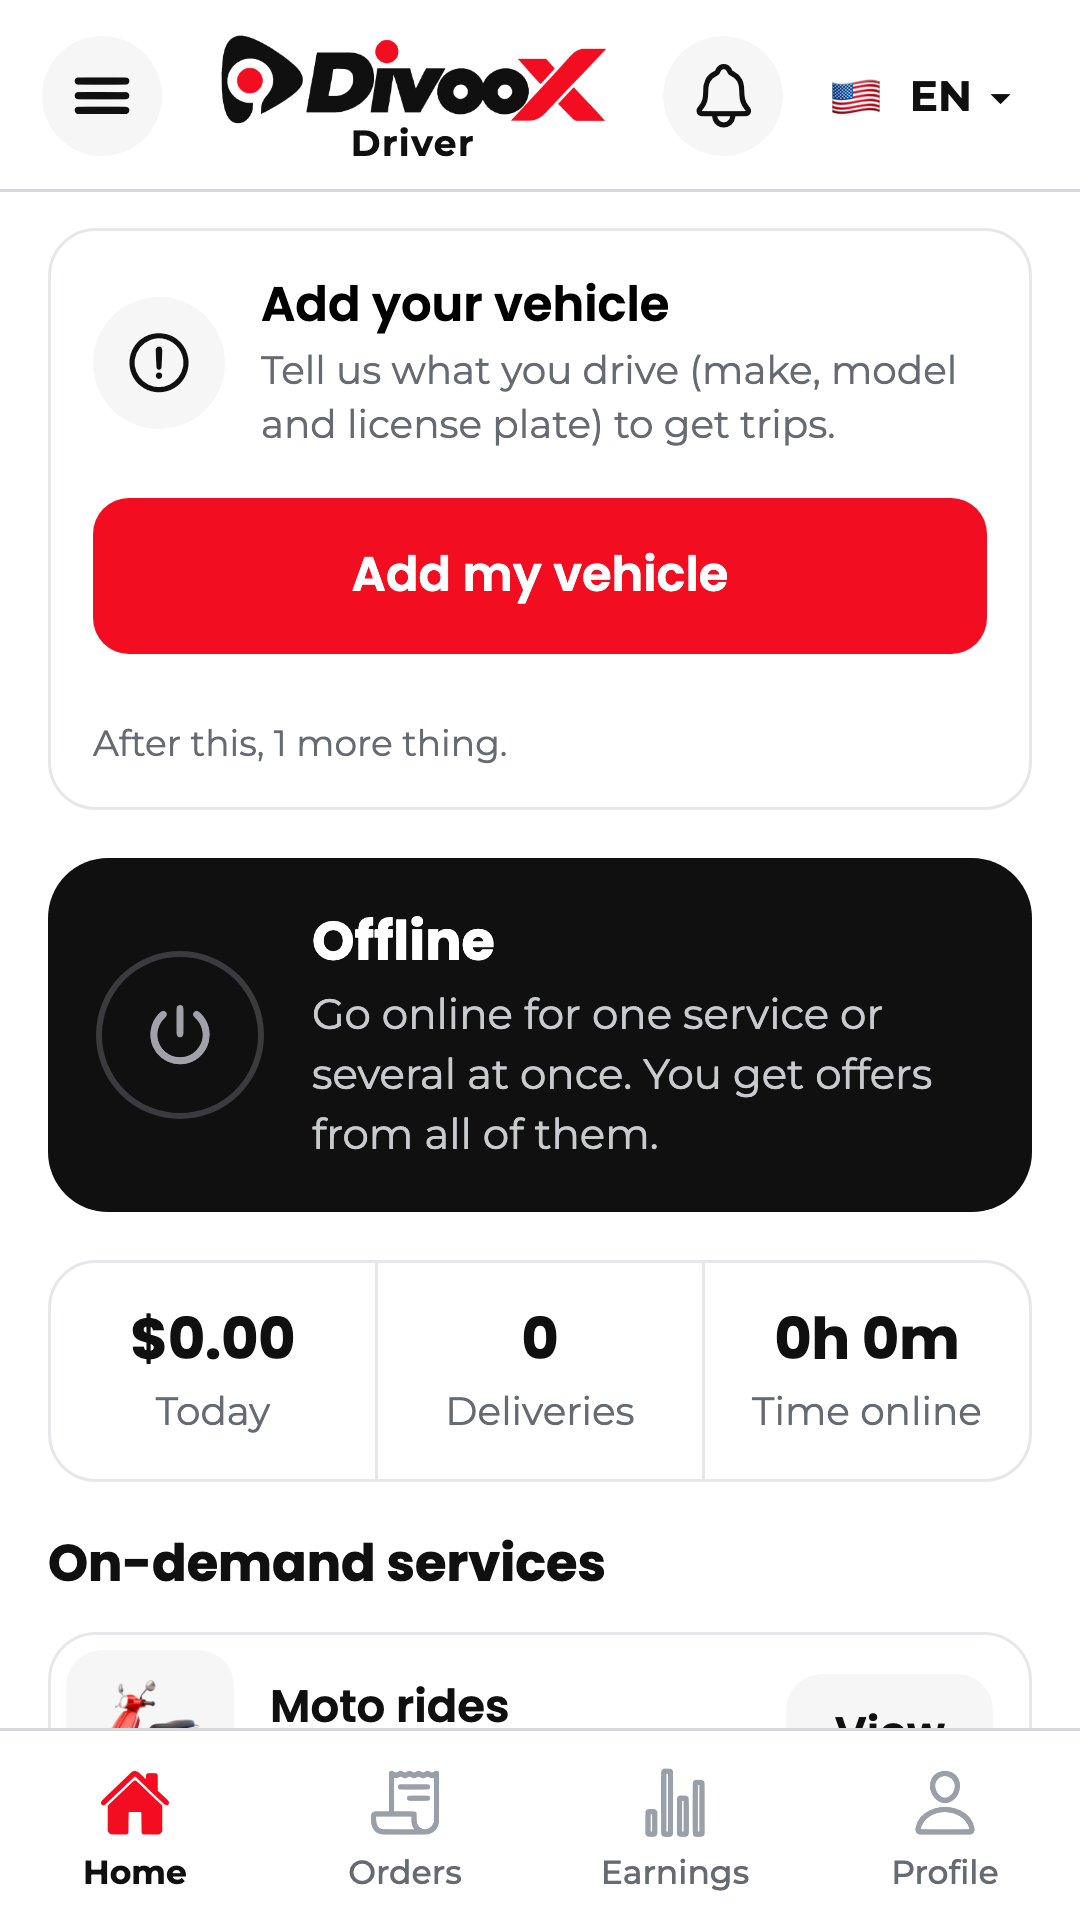 DivooX
Driver
EN
Add your vehicle
Tell us what you drive (make, model
and license plate) to get trips.
Add my vehicle
After this, 1 more thing.
Offline
Go online for one service or
several at once. You get offers
from all of them.
$0.00
Today
0
Deliveries
0h 0m
Time online
On-demand services
Moto rides
View
Home
Orders
Earnings
Profile